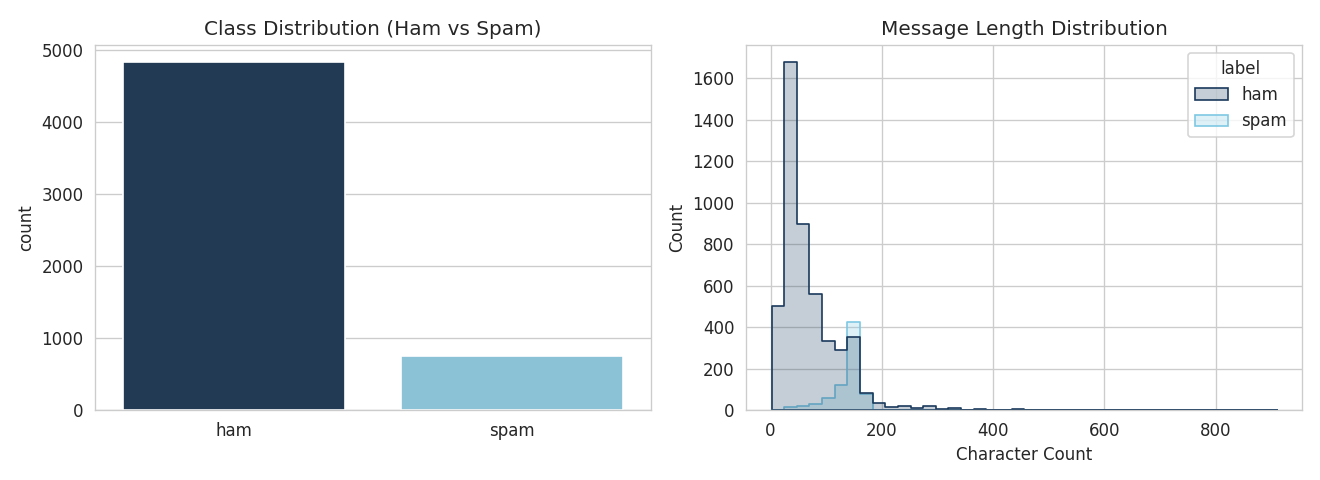 Class Distribution (Ham vs Spam)
5000
4000
3000
2000
1000
0
count
ham
spam
Message Length Distribution
1600
1400
1200
1000
800
600
400
200
0
Count
label
ham
spam
0
200
400
600
800
Character Count